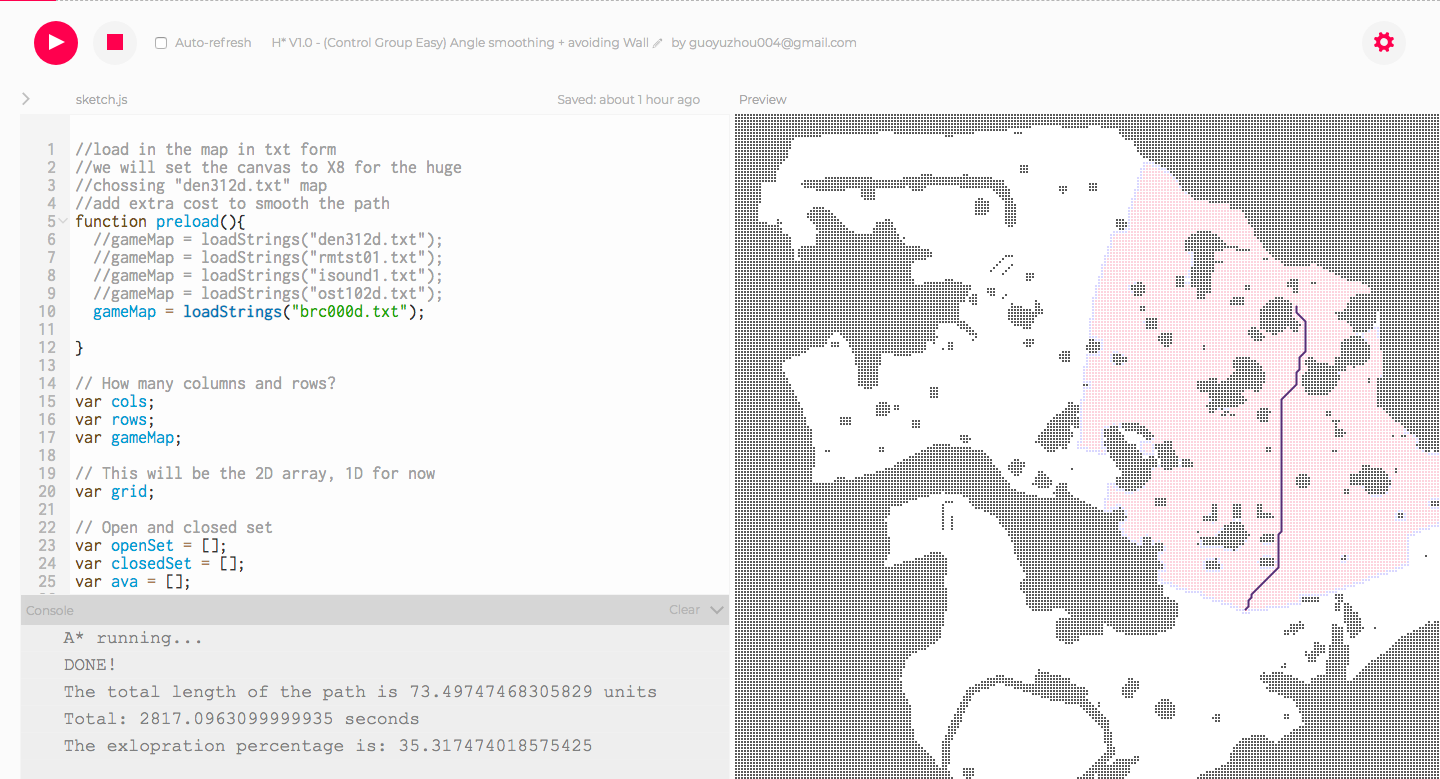 Auto-refresh H* V1.0 - (Control Group Easy) Angle smoothing + avoiding Wall by guoyuzhou004@gmail.com
sketch.js Saved: about 1 hour ago Preview
1 //load in the map in txt form
2 //we will set the canvas to X8 for the huge
3 //chossing "den312d.txt" map
4 //add extra cost to smooth the path
5 function preload(){
6 //gameMap = loadStrings("den312d.txt");
7 //gameMap = loadStrings("rmtst01.txt");
8 //gameMap = loadStrings("isound1.txt");
9 //gameMap = loadStrings("ost102d.txt");
10 gameMap = loadStrings("brc000d.txt");
11
12 }
13
14 // How many columns and rows?
15 var cols;
16 var rows;
17 var gameMap;
18
19 // This will be the 2D array, 1D for now
20 var grid;
21
22 // Open and closed set
23 var openSet = [];
24 var closedSet = [];
25 var ava = [];
Console Clear
A* running...
DONE!
The total length of the path is 73.49747468305829 units
Total: 2817.0963099999935 seconds
The exlopration percentage is: 35.317474018575425